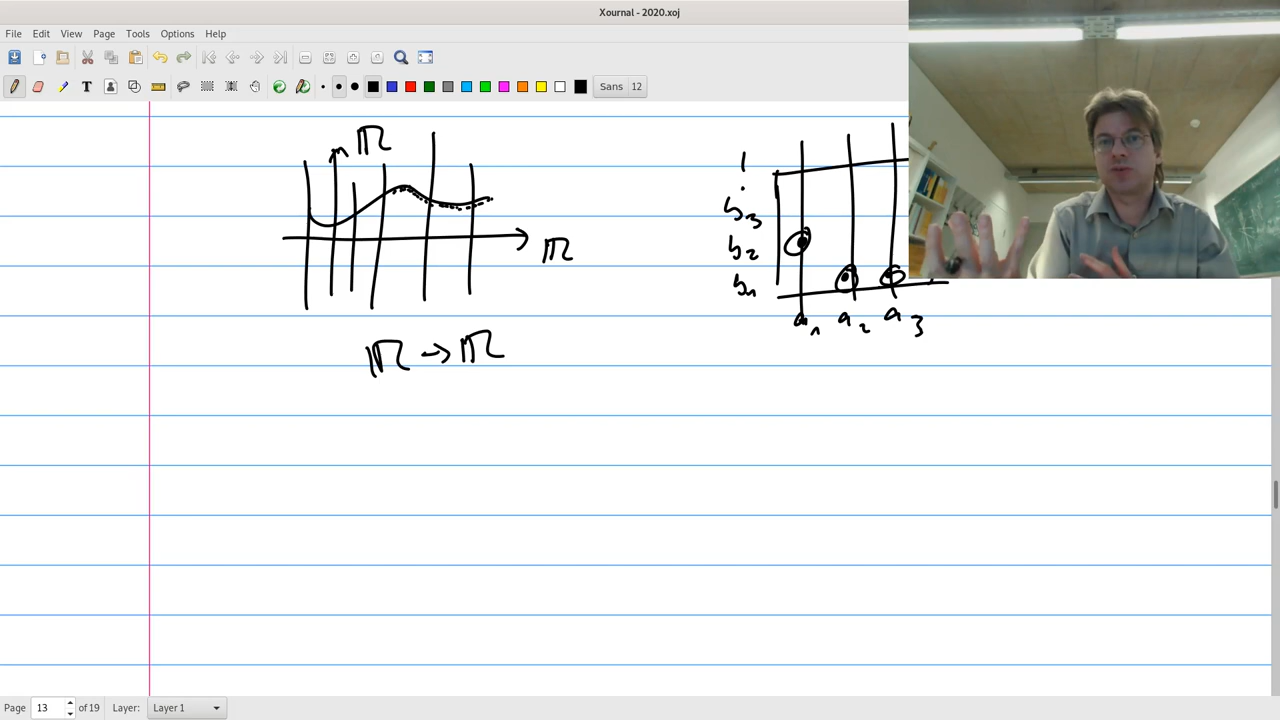 Xournal - 2020.xoj
File Edit View Page Tools Options Help
Sans 12
ℝ
ℝ
ℝ → ℝ
b₃
b₂
b₁
a₁ a₂ a₃
Page 13 of 19 Layer: Layer 1